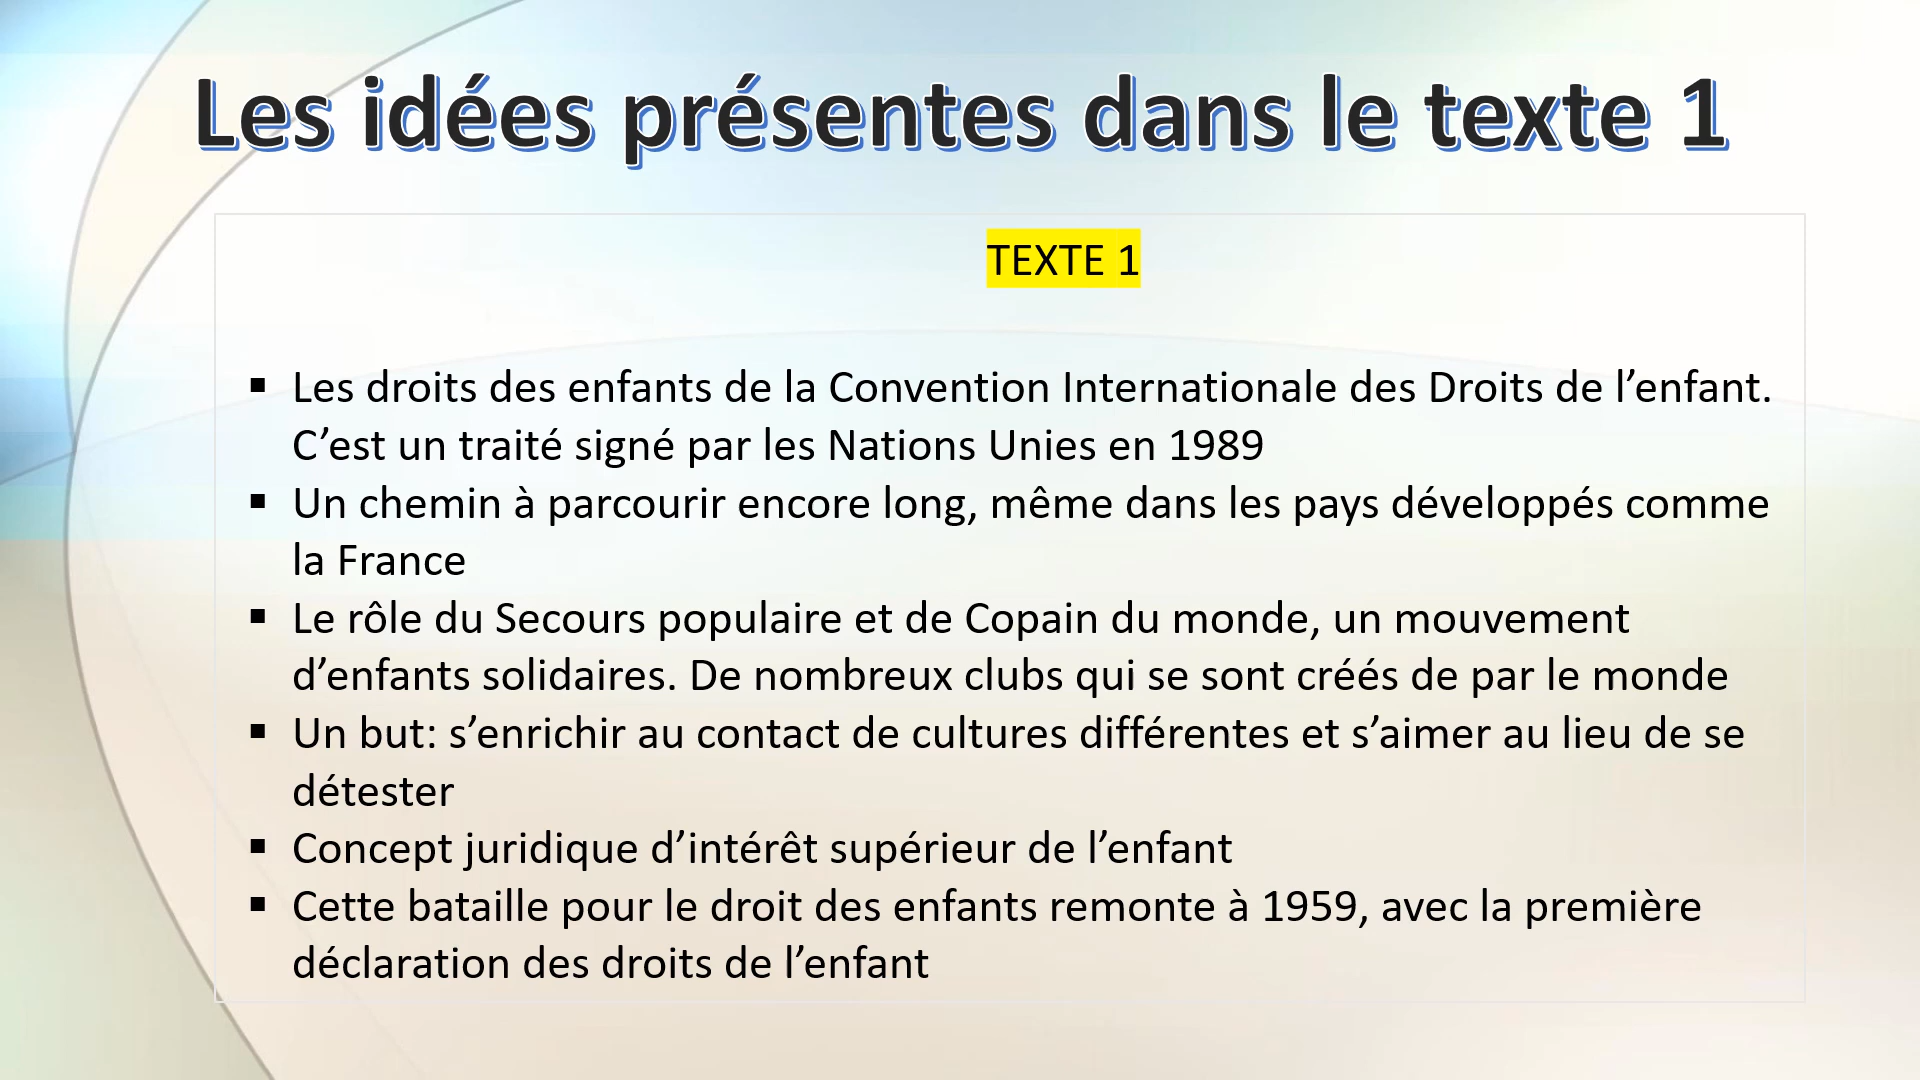 Les idées présentes dans le texte 1
TEXTE 1
▪ Les droits des enfants de la Convention Internationale des Droits de l’enfant.
C’est un traité signé par les Nations Unies en 1989
▪ Un chemin à parcourir encore long, même dans les pays développés comme
la France
▪ Le rôle du Secours populaire et de Copain du monde, un mouvement
d’enfants solidaires. De nombreux clubs qui se sont créés de par le monde
▪ Un but: s’enrichir au contact de cultures différentes et s’aimer au lieu de se
détester
▪ Concept juridique d’intérêt supérieur de l’enfant
▪ Cette bataille pour le droit des enfants remonte à 1959, avec la première
déclaration des droits de l’enfant